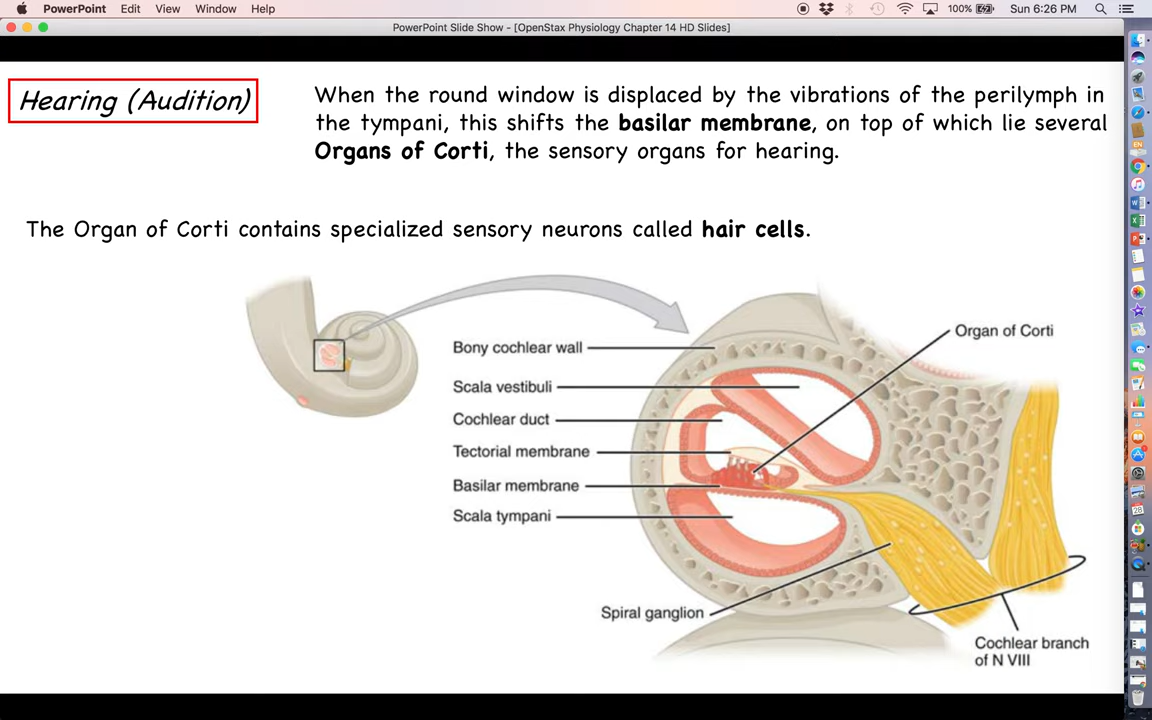 PowerPoint Edit View Window Help 100% Sun 6:26 PM
PowerPoint Slide Show - [OpenStax Physiology Chapter 14 HD Slides]
Hearing (Audition)
When the round window is displaced by the vibrations of the perilymph in
the tympani, this shifts the basilar membrane, on top of which lie several
Organs of Corti, the sensory organs for hearing.
The Organ of Corti contains specialized sensory neurons called hair cells.
Organ of Corti
Bony cochlear wall
Scala vestibuli
Cochlear duct
Tectorial membrane
Basilar membrane
Scala tympani
Spiral ganglion
Cochlear branch
of N VIII